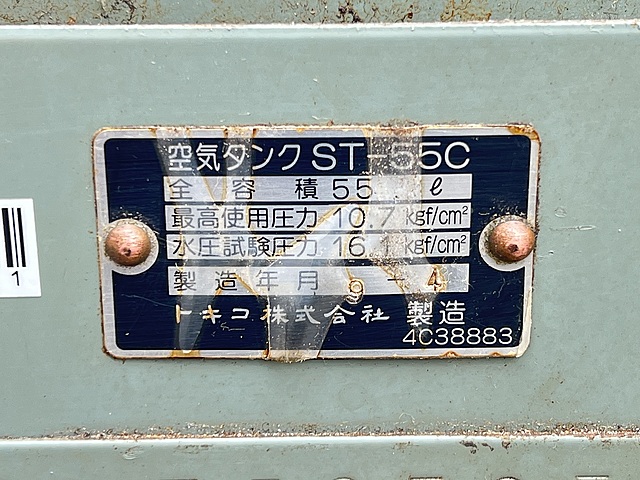 空気タンク ST-55C
全容積 55 ℓ
最高使用圧力 10.7 kgf/cm²
水圧試験圧力 16.1 kgf/cm²
製造年月 9-4
トキコ株式会社 製造
4C38883
1